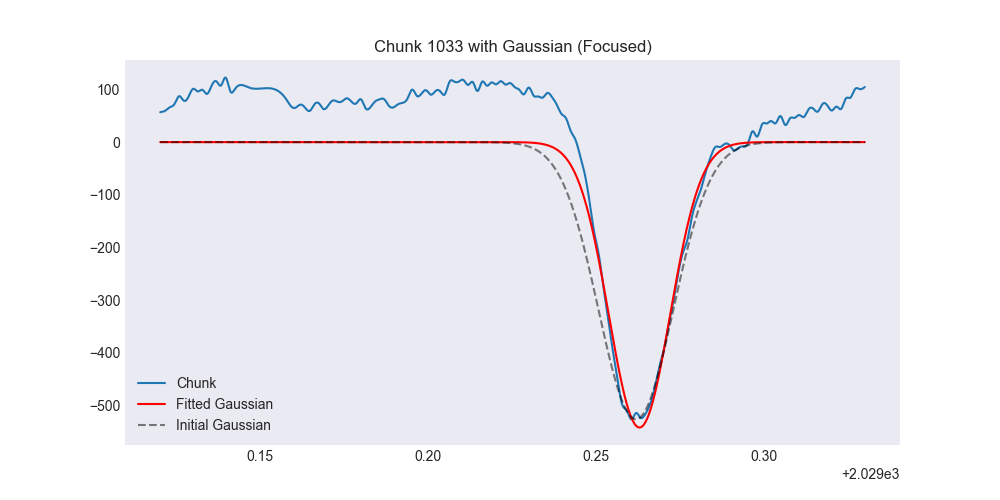 Chunk 1033 with Gaussian (Focused)
100
0
−100
−200
−300
−400
−500
Chunk
Fitted Gaussian
Initial Gaussian
0.15 0.20 0.25 0.30
+2.029e3